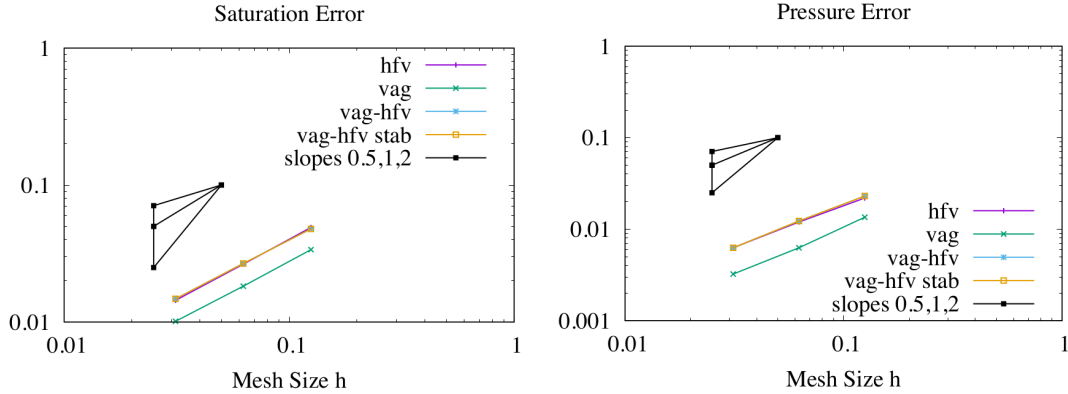 Saturation Error
1
0.1
0.01
0.01
0.1
1
Mesh Size h
hfv
vag
vag-hfv
vag-hfv stab
slopes 0.5,1,2
Pressure Error
1
0.1
0.01
0.001
0.01
0.1
1
Mesh Size h
hfv
vag
vag-hfv
vag-hfv stab
slopes 0.5,1,2